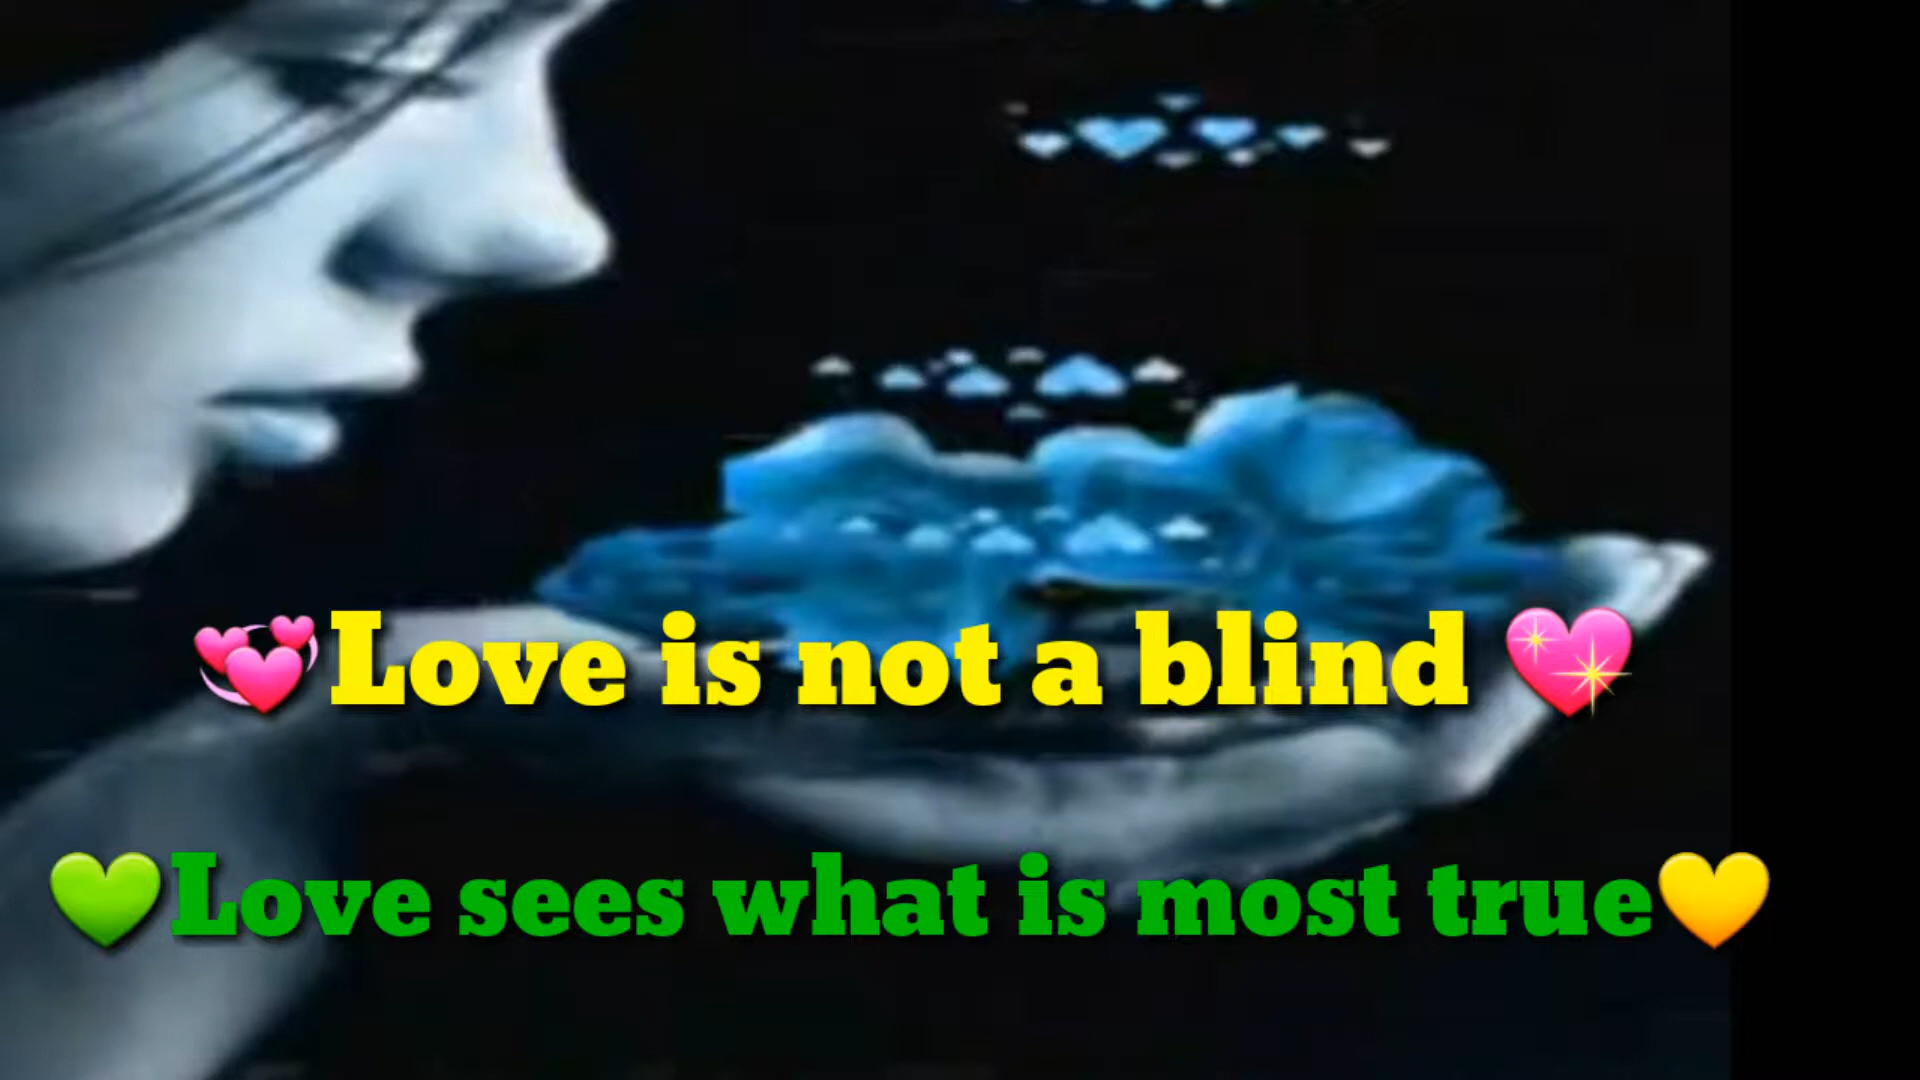 💞Love is not a blind 💖
💚Love sees what is most true💛